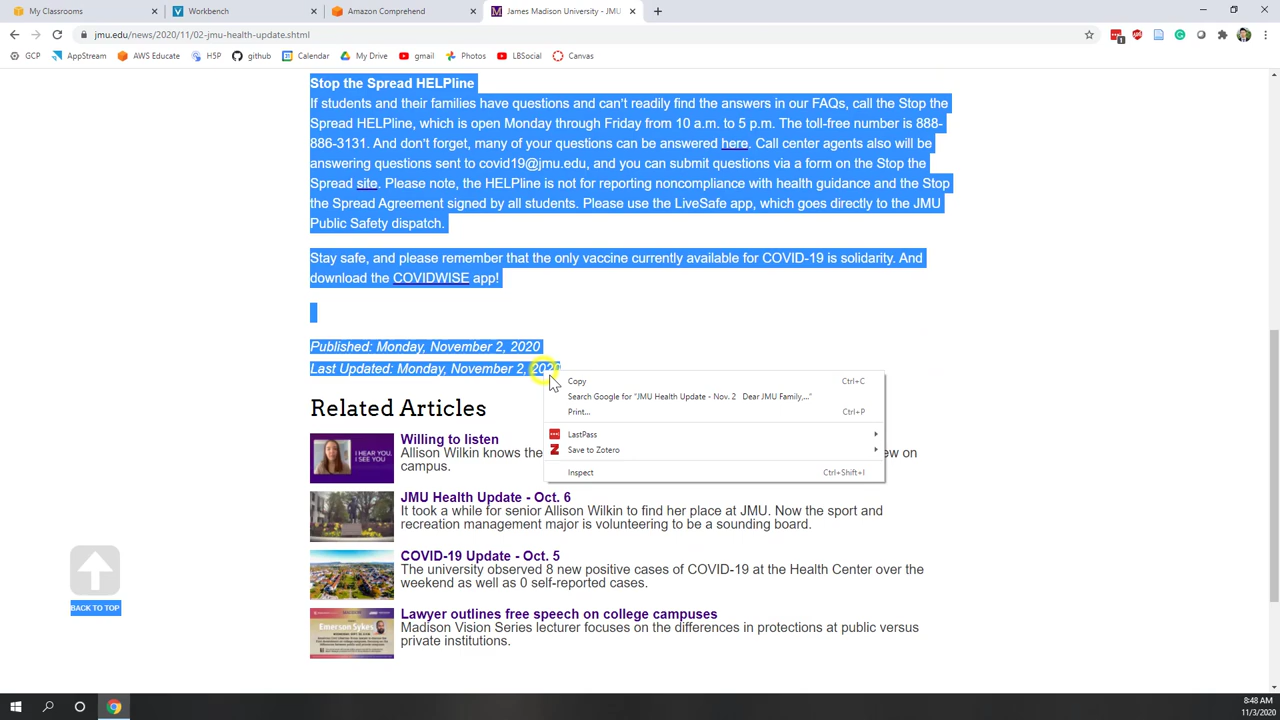 My Classrooms
Workbench
Amazon Comprehend
James Madison University - JMU
jmu.edu/news/2020/11/02-jmu-health-update.shtml
1
GCP
AppStream
AWS Educate
H5P
github
Calendar
My Drive
gmail
Photos
LBSocial
Canvas
Stop the Spread HELPline
If students and their families have questions and can't readily find the answers in our FAQs, call the Stop the
Spread HELPline, which is open Monday through Friday from 10 a.m. to 5 p.m. The toll-free number is 888-
886-3131. And don't forget, many of your questions can be answered here. Call center agents also will be
answering questions sent to covid19@jmu.edu, and you can submit questions via a form on the Stop the
Spread site. Please note, the HELPline is not for reporting noncompliance with health guidance and the Stop
the Spread Agreement signed by all students. Please use the LiveSafe app, which goes directly to the JMU
Public Safety dispatch.
Stay safe, and please remember that the only vaccine currently available for COVID-19 is solidarity. And
download the COVIDWISE app!
Published: Monday, November 2, 2020
Last Updated: Monday, November 2, 2020
Copy Ctrl+C
Search Google for "JMU Health Update - Nov. 2 Dear JMU Family,..."
Print... Ctrl+P
LastPass
Save to Zotero
Inspect Ctrl+Shift+I
Related Articles
I HEAR YOU.
I SEE YOU
Willing to listen
Allison Wilkin knows the
ew on
campus.
JMU Health Update - Oct. 6
It took a while for senior Allison Wilkin to find her place at JMU. Now the sport and
recreation management major is volunteering to be a sounding board.
COVID-19 Update - Oct. 5
The university observed 8 new positive cases of COVID-19 at the Health Center over the
weekend as well as 0 self-reported cases.
Emerson Sykes
Lawyer outlines free speech on college campuses
Madison Vision Series lecturer focuses on the differences in protections at public versus
private institutions.
BACK TO TOP
8:48 AM
11/3/2020